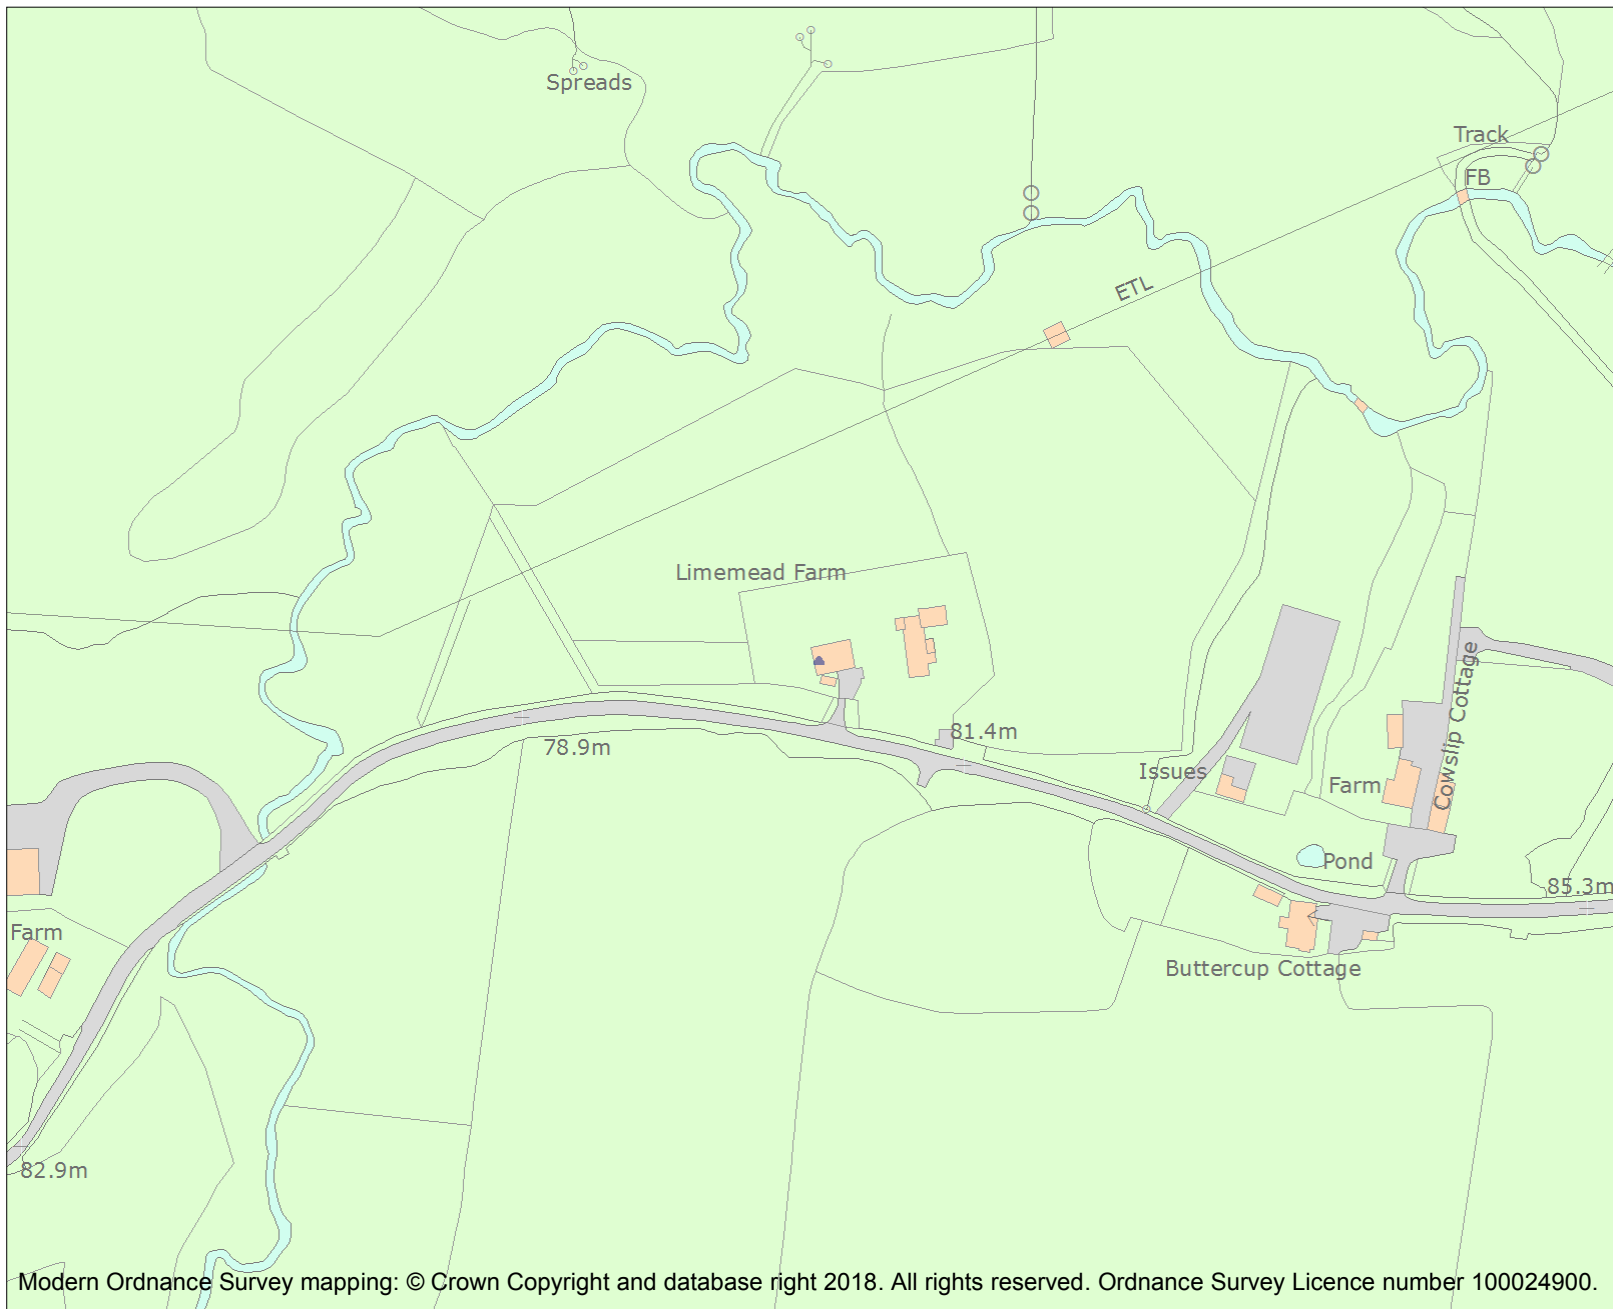 Spreads
Track
FB
ETL
Limemead Farm
Cowslip Cottage
81.4m
78.9m
Issues
Farm
Pond
85.3m
Farm
Buttercup Cottage
82.9m
Modern Ordnance Survey mapping: © Crown Copyright and database right 2018. All rights reserved. Ordnance Survey Licence number 100024900.